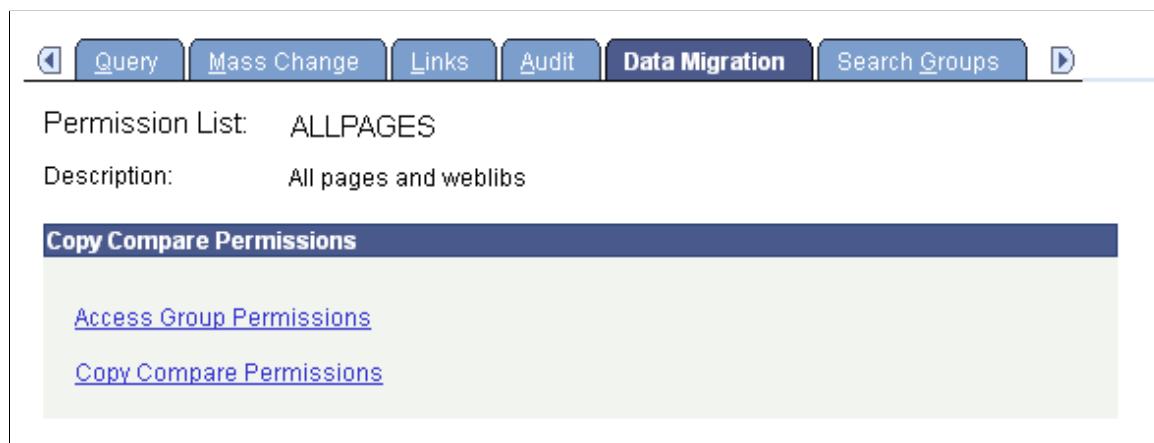 Query Mass Change Links Audit Data Migration Search Groups
Permission List: ALLPAGES
Description: All pages and weblibs
Copy Compare Permissions
Access Group Permissions
Copy Compare Permissions